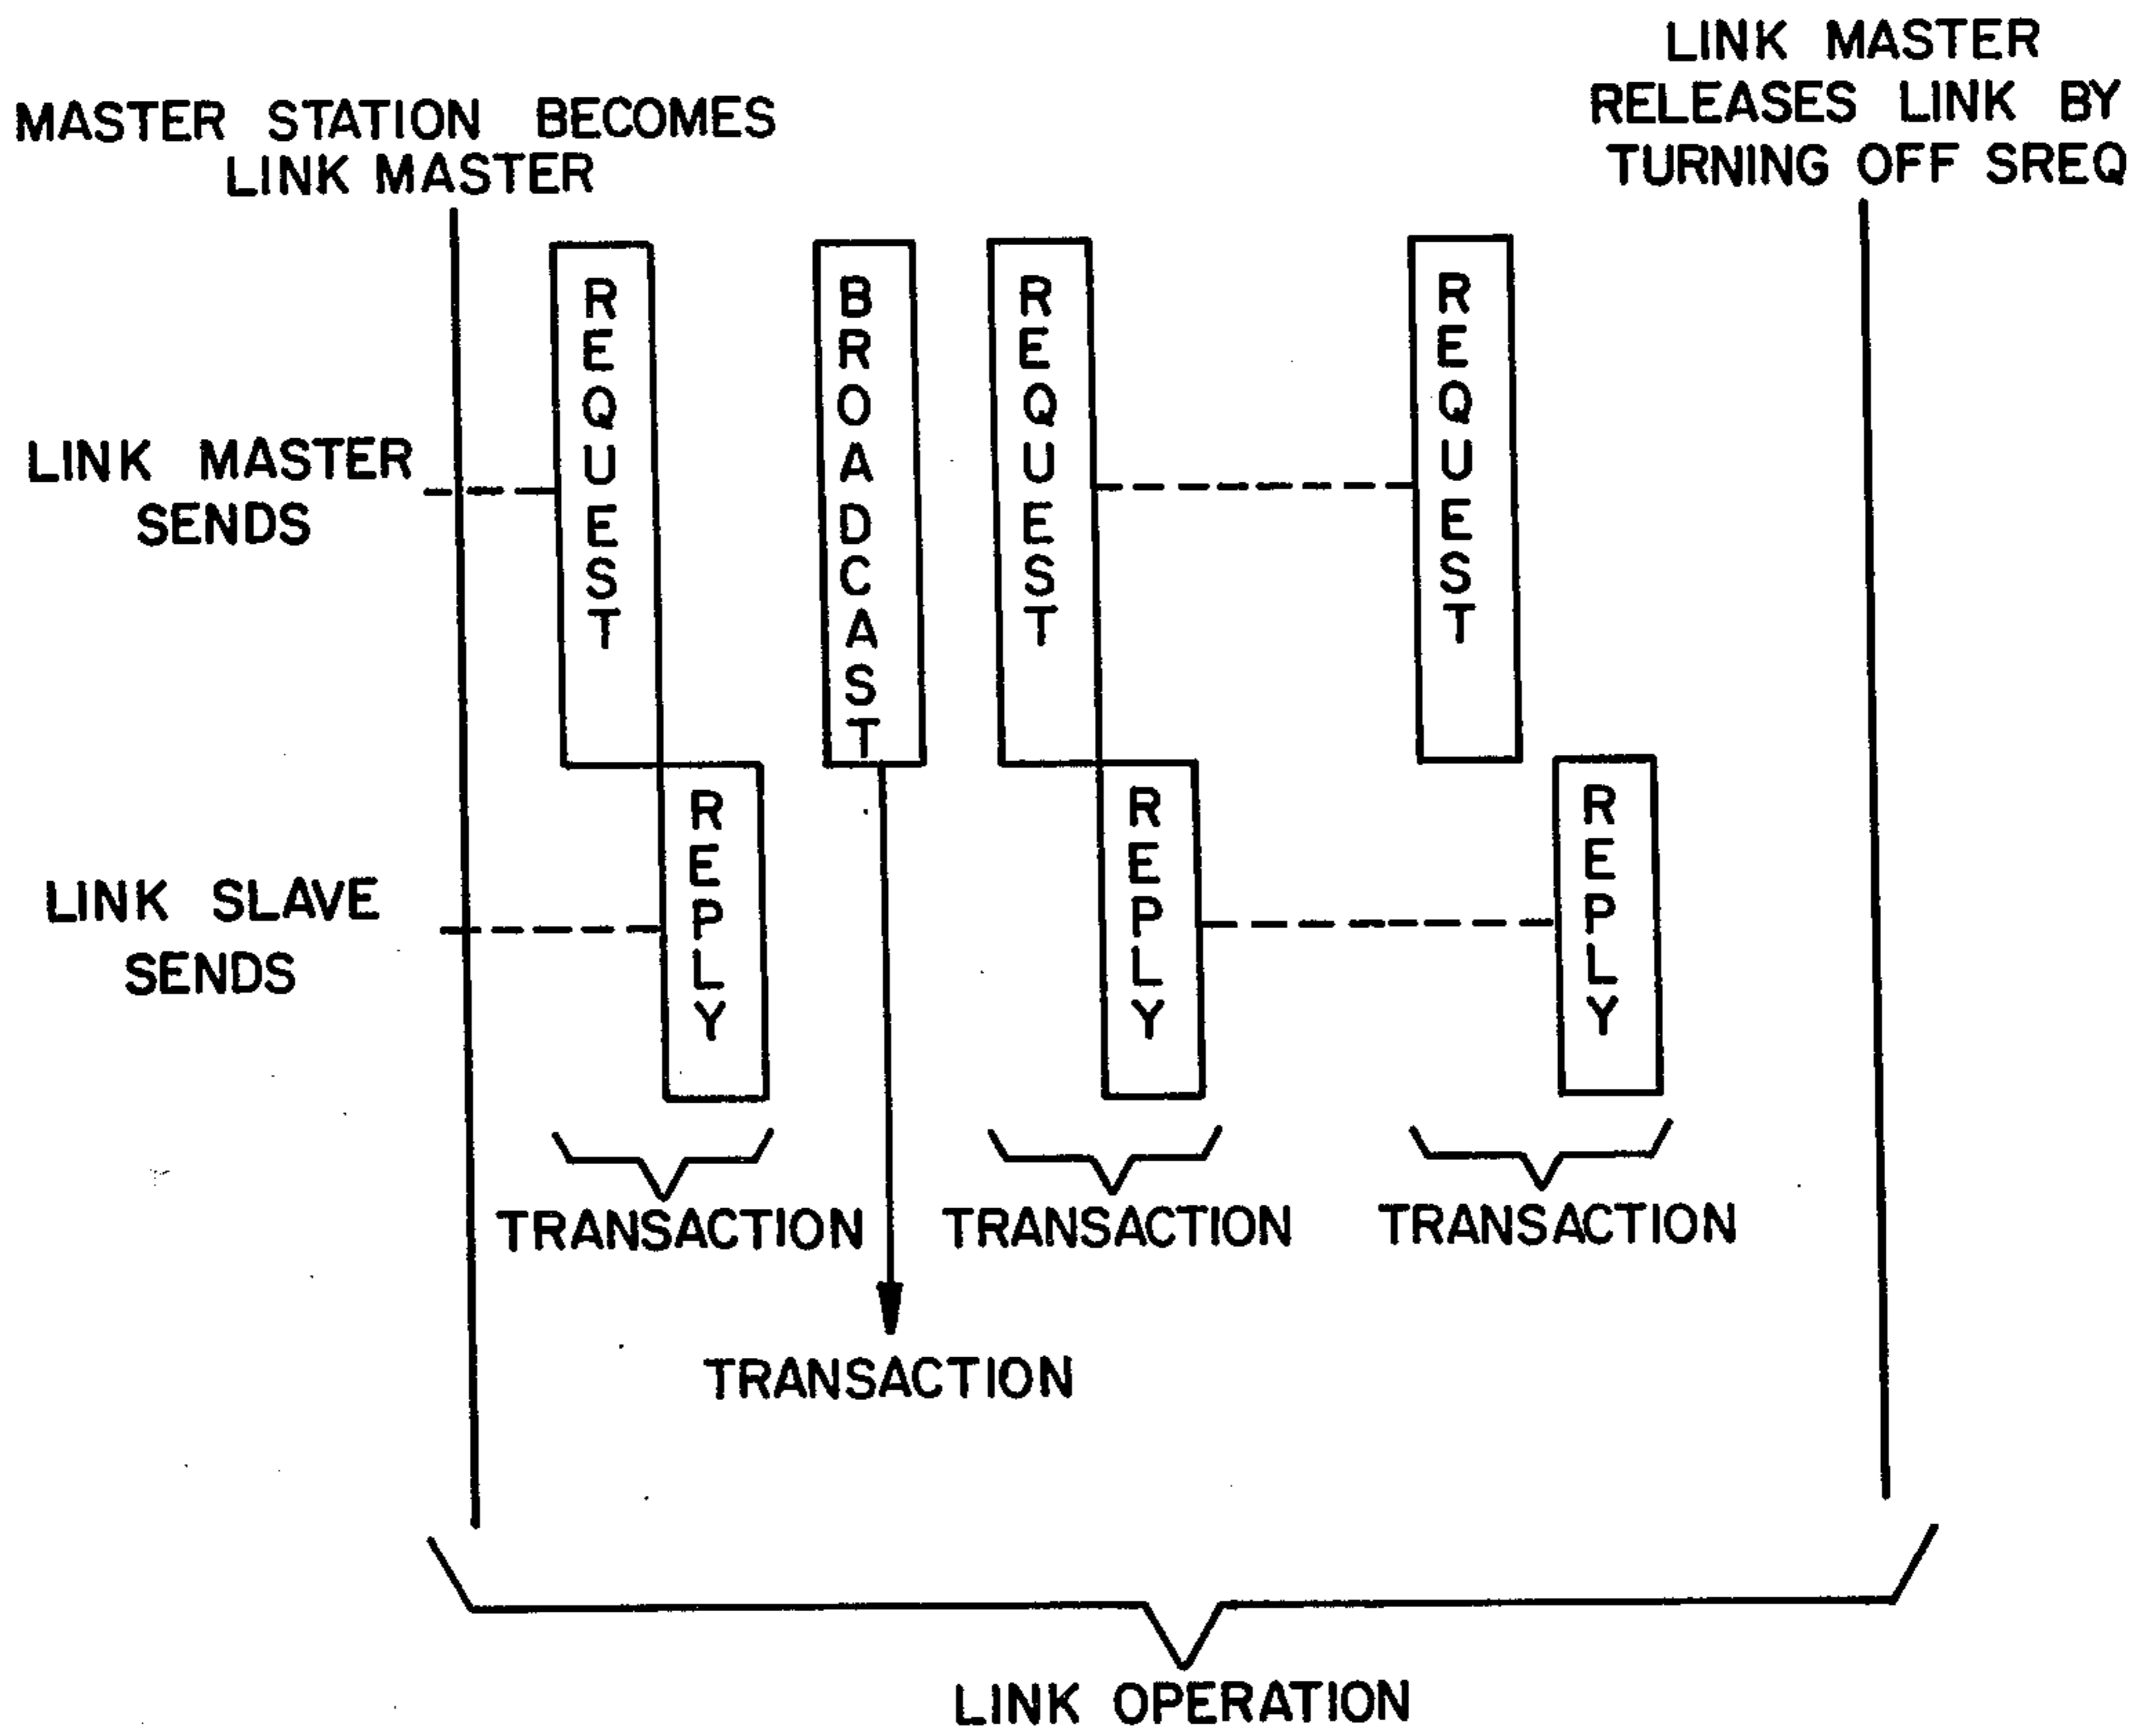 LINK MASTER
RELEASES LINK BY
TURNING OFF SREQ
MASTER STATION BECOMES
LINK MASTER
REQUEST
BROADCAST
REQUEST
REQUEST
LINK MASTER
SENDS
REPLY
REPLY
REPLY
LINK SLAVE
SENDS
TRANSACTION
TRANSACTION
TRANSACTION
TRANSACTION
LINK OPERATION